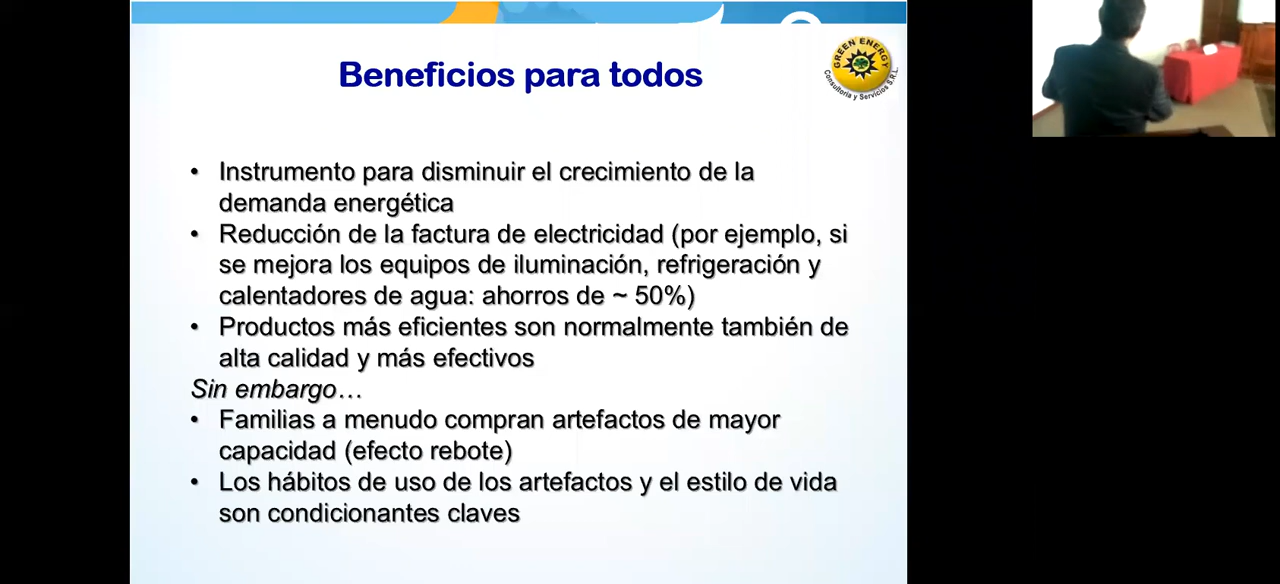 Beneficios para todos
GREEN ENERGY
Consultoría y Servicios S.R.L.
• Instrumento para disminuir el crecimiento de la
demanda energética
• Reducción de la factura de electricidad (por ejemplo, si
se mejora los equipos de iluminación, refrigeración y
calentadores de agua: ahorros de ~ 50%)
• Productos más eficientes son normalmente también de
alta calidad y más efectivos
Sin embargo…
• Familias a menudo compran artefactos de mayor
capacidad (efecto rebote)
• Los hábitos de uso de los artefactos y el estilo de vida
son condicionantes claves